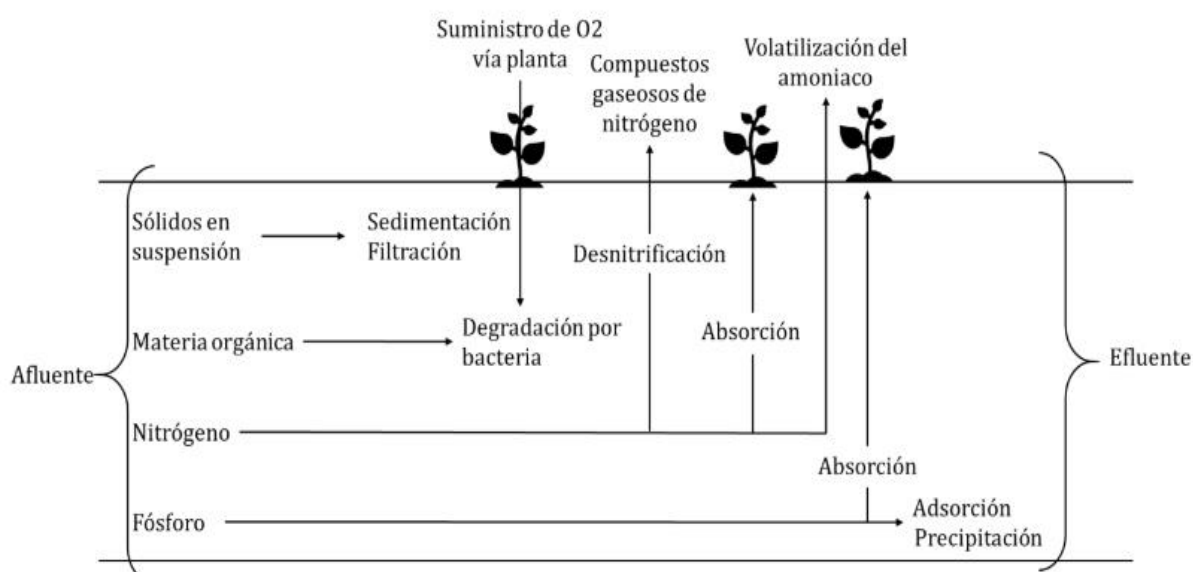 Suministro de O2
vía planta
Compuestos
gaseosos de
nitrógeno
Volatilización del
amoniaco
Sólidos en
suspensión
Sedimentación
Filtración
Desnitrificación
Materia orgánica
Degradación por
bacteria
Absorción
Afluente
Efluente
Nitrógeno
Absorción
Fósforo
Adsorción
Precipitación